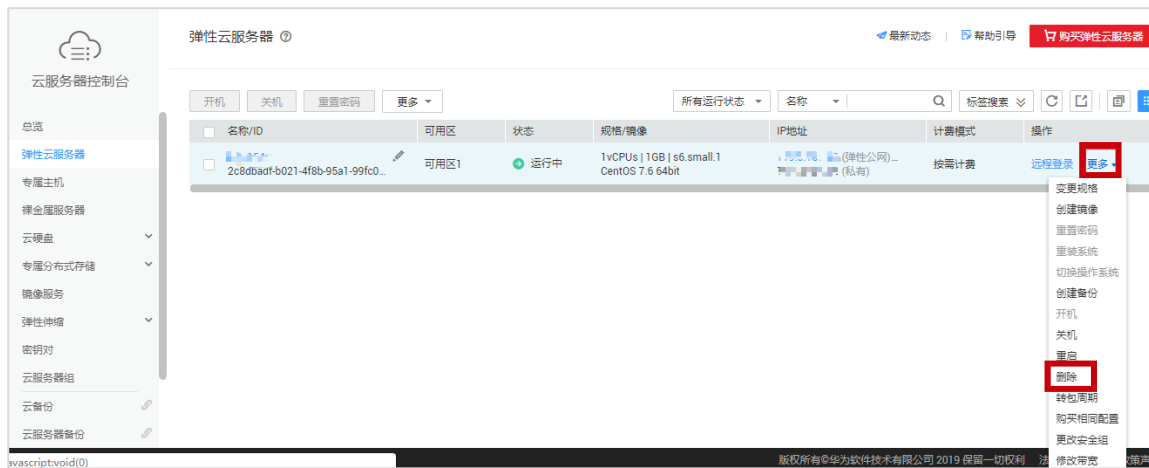 弹性云服务器
最新动态 | 帮助引导
购买弹性云服务器
云服务器控制台
开机 关机 重置密码 更多
所有运行状态 名称 标签搜索
总览
弹性云服务器
专属主机
裸金属服务器
云硬盘
专属分布式存储
镜像服务
弹性伸缩
密钥对
云服务器组
云备份
云服务器备份
名称/ID 可用区 状态 规格/镜像 IP地址 计费模式 操作
2c8dbadf-b021-4f8b-95a1-99fc0...
可用区1
运行中
1vCPUs | 1GB | s6.small.1
CentOS 7.6 64bit
(弹性公网)...
(私有)
按需计费
远程登录 更多
变更规格
创建镜像
重置密码
重装系统
切换操作系统
创建备份
开机
关机
重启
删除
转包周期
购买相同配置
更改安全组
修改带宽
avascript:void(0)
版权所有©华为软件技术有限公司 2019 保留一切权利 法